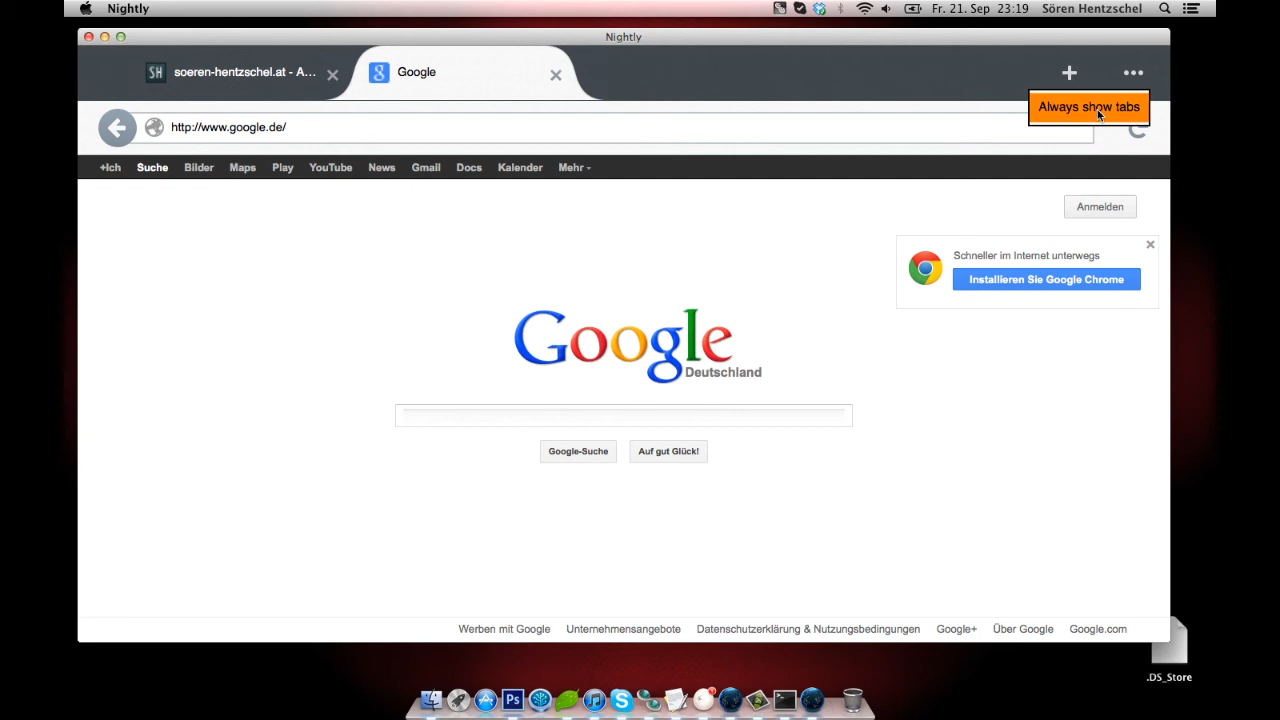 Nightly
Fr. 21. Sep 23:19
Sören Hentzschel
Nightly
SH
soeren-hentzschel.at - A...
g
Google
Always show tabs
http://www.google.de/
+Ich Suche Bilder Maps Play YouTube News Gmail Docs Kalender Mehr
Anmelden
Schneller im Internet unterwegs
Installieren Sie Google Chrome
Google
Deutschland
Google-Suche
Auf gut Glück!
Werben mit Google Unternehmensangebote Datenschutzerklärung & Nutzungsbedingungen Google+ Über Google Google.com
.DS_Store
Ps
S